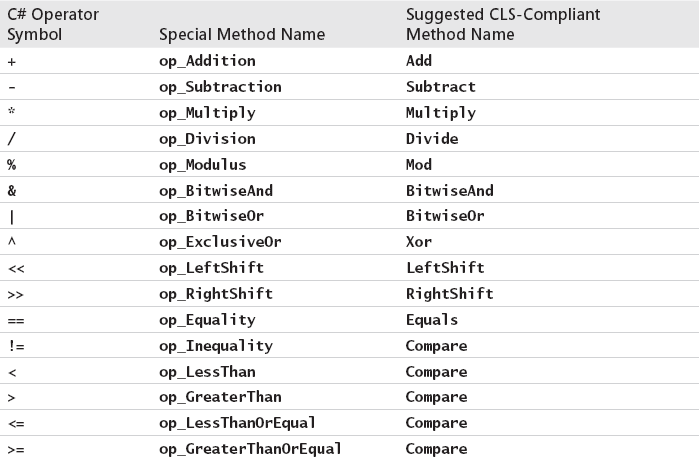 C# Operator Symbol Special Method Name Suggested CLS-Compliant Method Name
+ op_Addition Add
- op_Subtraction Subtract
* op_Multiply Multiply
/ op_Division Divide
% op_Modulus Mod
& op_BitwiseAnd BitwiseAnd
| op_BitwiseOr BitwiseOr
^ op_ExclusiveOr Xor
<< op_LeftShift LeftShift
>> op_RightShift RightShift
== op_Equality Equals
!= op_Inequality Compare
< op_LessThan Compare
> op_GreaterThan Compare
<= op_LessThanOrEqual Compare
>= op_GreaterThanOrEqual Compare